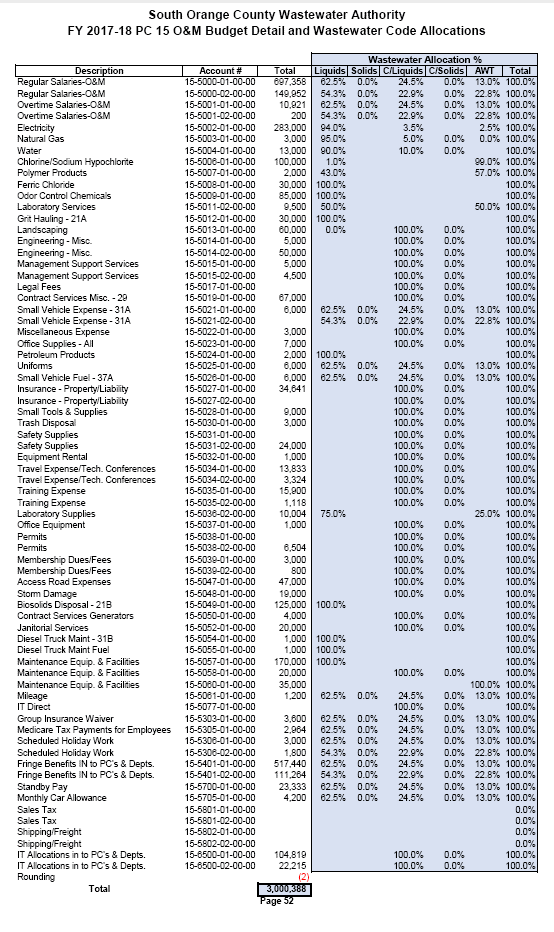 South Orange County Wastewater Authority
FY 2017-18 PC 15 O&M Budget Detail and Wastewater Code Allocations
Wastewater Allocation %
Description Account # Total Liquids Solids C/Liquids C/Solids AWT Total
Regular Salaries-O&M 15-5000-01-00-00 697,358 62.5% 0.0% 24.5% 0.0% 13.0% 100.0%
Regular Salaries-O&M 15-5000-02-00-00 149,952 54.3% 0.0% 22.9% 0.0% 22.8% 100.0%
Overtime Salaries-O&M 15-5001-01-00-00 10,921 62.5% 0.0% 24.5% 0.0% 13.0% 100.0%
Overtime Salaries-O&M 15-5001-02-00-00 200 54.3% 0.0% 22.9% 0.0% 22.8% 100.0%
Electricity 15-5002-01-00-00 283,000 94.0% 3.5% 2.5% 100.0%
Natural Gas 15-5003-01-00-00 3,000 95.0% 5.0% 0.0% 0.0% 100.0%
Water 15-5004-01-00-00 13,000 90.0% 10.0% 0.0% 100.0%
Chlorine/Sodium Hypochlorite 15-5006-01-00-00 100,000 1.0% 99.0% 100.0%
Polymer Products 15-5007-01-00-00 2,000 43.0% 57.0% 100.0%
Ferric Chloride 15-5008-01-00-00 30,000 100.0% 100.0%
Odor Control Chemicals 15-5009-01-00-00 85,000 100.0% 100.0%
Laboratory Services 15-5011-02-00-00 9,500 50.0% 50.0% 100.0%
Grit Hauling - 21A 15-5012-01-00-00 30,000 100.0% 100.0%
Landscaping 15-5013-01-00-00 60,000 0.0% 100.0% 0.0% 100.0%
Engineering - Misc. 15-5014-01-00-00 5,000 100.0% 0.0% 100.0%
Engineering - Misc. 15-5014-02-00-00 50,000 100.0% 0.0% 100.0%
Management Support Services 15-5015-01-00-00 5,000 100.0% 0.0% 100.0%
Management Support Services 15-5015-02-00-00 4,500 100.0% 0.0% 100.0%
Legal Fees 15-5017-01-00-00 100.0% 0.0% 100.0%
Contract Services Misc. - 29 15-5019-01-00-00 67,000 100.0% 0.0% 100.0%
Small Vehicle Expense - 31A 15-5021-01-00-00 6,000 62.5% 0.0% 24.5% 0.0% 13.0% 100.0%
Small Vehicle Expense - 31A 15-5021-02-00-00 54.3% 0.0% 22.9% 0.0% 22.8% 100.0%
Miscellaneous Expense 15-5022-01-00-00 3,000 100.0% 0.0% 100.0%
Office Supplies - All 15-5023-01-00-00 7,000 100.0% 0.0% 100.0%
Petroleum Products 15-5024-01-00-00 2,000 100.0% 100.0%
Uniforms 15-5025-01-00-00 6,000 62.5% 0.0% 24.5% 0.0% 13.0% 100.0%
Small Vehicle Fuel - 37A 15-5026-01-00-00 6,000 62.5% 0.0% 24.5% 0.0% 13.0% 100.0%
Insurance - Property/Liability 15-5027-01-00-00 34,641 100.0% 0.0% 100.0%
Insurance - Property/Liability 15-5027-02-00-00 100.0% 0.0% 100.0%
Small Tools & Supplies 15-5028-01-00-00 9,000 100.0% 0.0% 100.0%
Trash Disposal 15-5030-01-00-00 3,000 100.0% 0.0% 100.0%
Safety Supplies 15-5031-01-00-00 100.0% 0.0% 100.0%
Safety Supplies 15-5031-02-00-00 24,000 100.0% 0.0% 100.0%
Equipment Rental 15-5032-01-00-00 1,000 100.0% 0.0% 100.0%
Travel Expense/Tech. Conferences 15-5034-01-00-00 13,833 100.0% 0.0% 100.0%
Travel Expense/Tech. Conferences 15-5034-02-00-00 3,324 100.0% 0.0% 100.0%
Training Expense 15-5035-01-00-00 15,900 100.0% 0.0% 100.0%
Training Expense 15-5035-02-00-00 1,118 100.0% 0.0% 100.0%
Laboratory Supplies 15-5036-02-00-00 10,004 75.0% 25.0% 100.0%
Office Equipment 15-5037-01-00-00 1,000 100.0% 0.0% 100.0%
Permits 15-5038-01-00-00 100.0% 0.0% 100.0%
Permits 15-5038-02-00-00 6,504 100.0% 0.0% 100.0%
Membership Dues/Fees 15-5039-01-00-00 3,000 100.0% 0.0% 100.0%
Membership Dues/Fees 15-5039-02-00-00 800 100.0% 0.0% 100.0%
Access Road Expenses 15-5047-01-00-00 47,000 100.0% 0.0% 100.0%
Storm Damage 15-5048-01-00-00 19,000 100.0% 0.0% 100.0%
Biosolids Disposal - 21B 15-5049-01-00-00 125,000 100.0% 100.0%
Contract Services Generators 15-5050-01-00-00 4,000 100.0% 0.0% 100.0%
Janitorial Services 15-5052-01-00-00 20,000 100.0% 0.0% 100.0%
Diesel Truck Maint - 31B 15-5054-01-00-00 1,000 100.0% 100.0%
Diesel Truck Maint Fuel 15-5055-01-00-00 1,000 100.0% 100.0%
Maintenance Equip. & Facilities 15-5057-01-00-00 170,000 100.0% 100.0%
Maintenance Equip. & Facilities 15-5058-01-00-00 20,000 100.0% 0.0% 100.0%
Maintenance Equip. & Facilities 15-5060-01-00-00 35,000 100.0% 100.0%
Mileage 15-5061-01-00-00 1,200 62.5% 0.0% 24.5% 0.0% 13.0% 100.0%
IT Direct 15-5077-01-00-00 100.0% 0.0% 100.0%
Group Insurance Waiver 15-5303-01-00-00 3,600 62.5% 0.0% 24.5% 0.0% 13.0% 100.0%
Medicare Tax Payments for Employees 15-5305-01-00-00 2,964 62.5% 0.0% 24.5% 0.0% 13.0% 100.0%
Scheduled Holiday Work 15-5306-01-00-00 3,000 62.5% 0.0% 24.5% 0.0% 13.0% 100.0%
Scheduled Holiday Work 15-5306-02-00-00 1,800 54.3% 0.0% 22.9% 0.0% 22.8% 100.0%
Fringe Benefits IN to PC's & Depts. 15-5401-01-00-00 517,440 62.5% 0.0% 24.5% 0.0% 13.0% 100.0%
Fringe Benefits IN to PC's & Depts. 15-5401-02-00-00 111,264 54.3% 0.0% 22.9% 0.0% 22.8% 100.0%
Standby Pay 15-5700-01-00-00 23,333 62.5% 0.0% 24.5% 0.0% 13.0% 100.0%
Monthly Car Allowance 15-5705-01-00-00 4,200 62.5% 0.0% 24.5% 0.0% 13.0% 100.0%
Sales Tax 15-5801-01-00-00 0.0%
Sales Tax 15-5801-02-00-00 0.0%
Shipping/Freight 15-5802-01-00-00 0.0%
Shipping/Freight 15-5802-02-00-00 0.0%
IT Allocations in to PC's & Depts. 15-6500-01-00-00 104,819 100.0% 0.0% 100.0%
IT Allocations in to PC's & Depts. 15-6500-02-00-00 22,215 100.0% 0.0% 100.0%
Rounding (2)
Total 3,000,388
Page 52